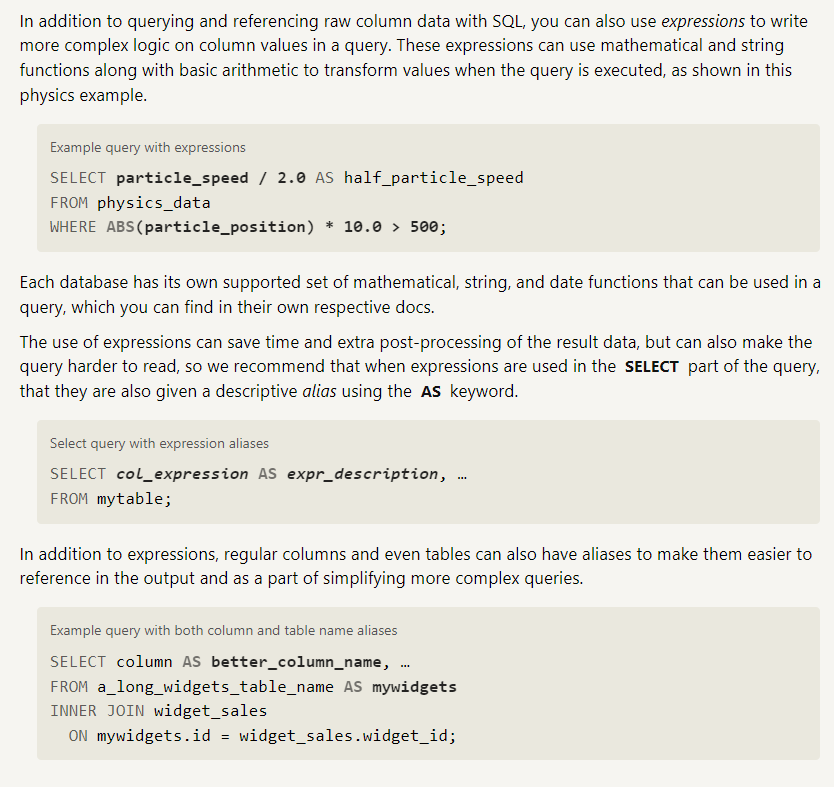 In addition to querying and referencing raw column data with SQL, you can also use expressions to write
more complex logic on column values in a query. These expressions can use mathematical and string
functions along with basic arithmetic to transform values when the query is executed, as shown in this
physics example.
Example query with expressions
SELECT particle_speed / 2.0 AS half_particle_speed
FROM physics_data
WHERE ABS(particle_position) * 10.0 > 500;
Each database has its own supported set of mathematical, string, and date functions that can be used in a
query, which you can find in their own respective docs.
The use of expressions can save time and extra post-processing of the result data, but can also make the
query harder to read, so we recommend that when expressions are used in the SELECT part of the query,
that they are also given a descriptive alias using the AS keyword.
Select query with expression aliases
SELECT col_expression AS expr_description, …
FROM mytable;
In addition to expressions, regular columns and even tables can also have aliases to make them easier to
reference in the output and as a part of simplifying more complex queries.
Example query with both column and table name aliases
SELECT column AS better_column_name, …
FROM a_long_widgets_table_name AS mywidgets
INNER JOIN widget_sales
  ON mywidgets.id = widget_sales.widget_id;